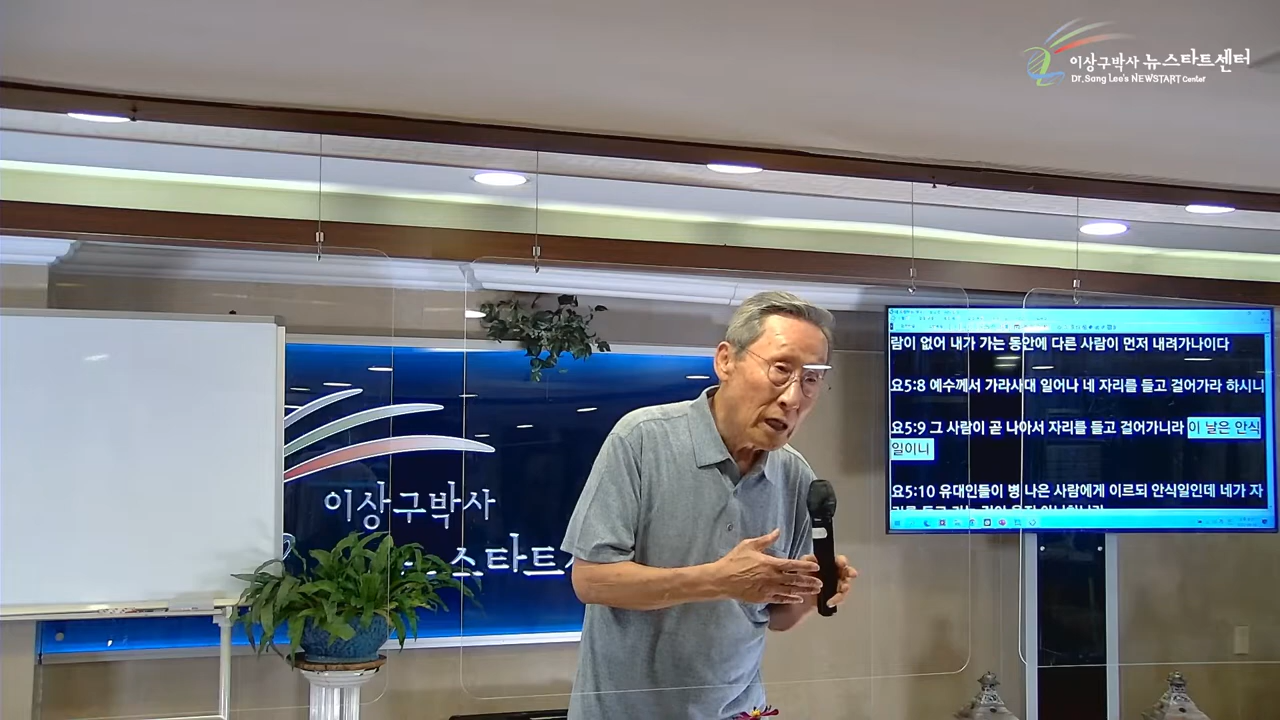 이상구박사 뉴스타트센터
Dr. Sang Lee's NEWSTART Center
람이 없어 내가 가는 동안에 다른 사람이 먼저 내려가나이다
요5:8 예수께서 가라사대 일어나 네 자리를 들고 걸어가라 하시니
요5:9 그 사람이 곧 나아서 자리를 들고 걸어가니라 이 날은 안식
일이니
요5:10 유대인들이 병 나은 사람에게 이르되 안식일인데 네가 자
이상구박사
스타트